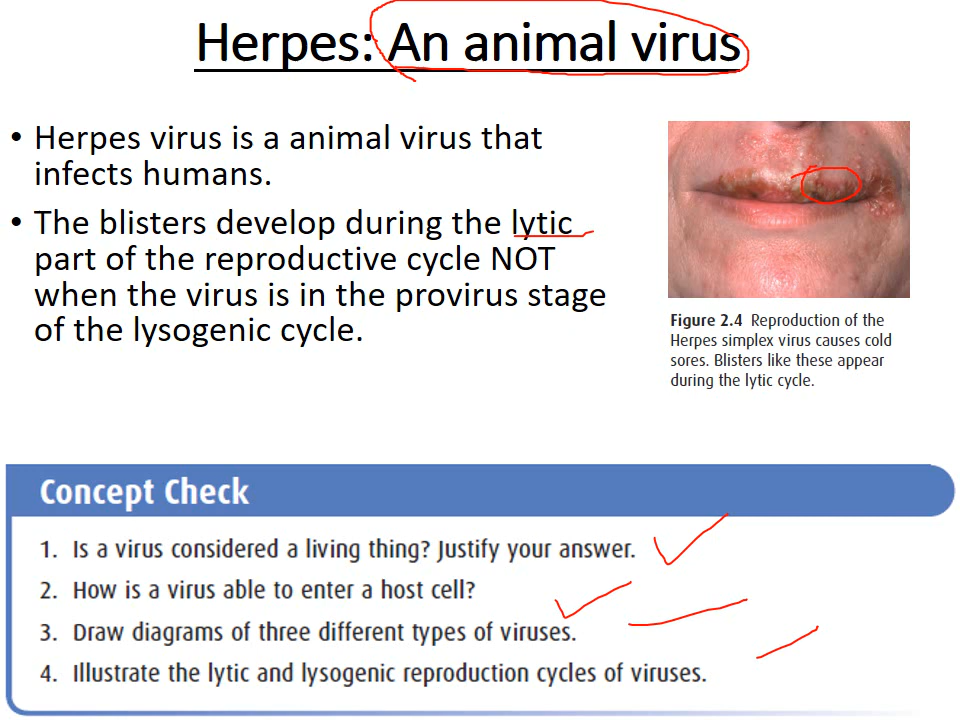 Herpes: An animal virus
• Herpes virus is a animal virus that
infects humans.
• The blisters develop during the lytic
part of the reproductive cycle NOT
when the virus is in the provirus stage
of the lysogenic cycle.
Figure 2.4 Reproduction of the
Herpes simplex virus causes cold
sores. Blisters like these appear
during the lytic cycle.
Concept Check
1. Is a virus considered a living thing? Justify your answer.
2. How is a virus able to enter a host cell?
3. Draw diagrams of three different types of viruses.
4. Illustrate the lytic and lysogenic reproduction cycles of viruses.